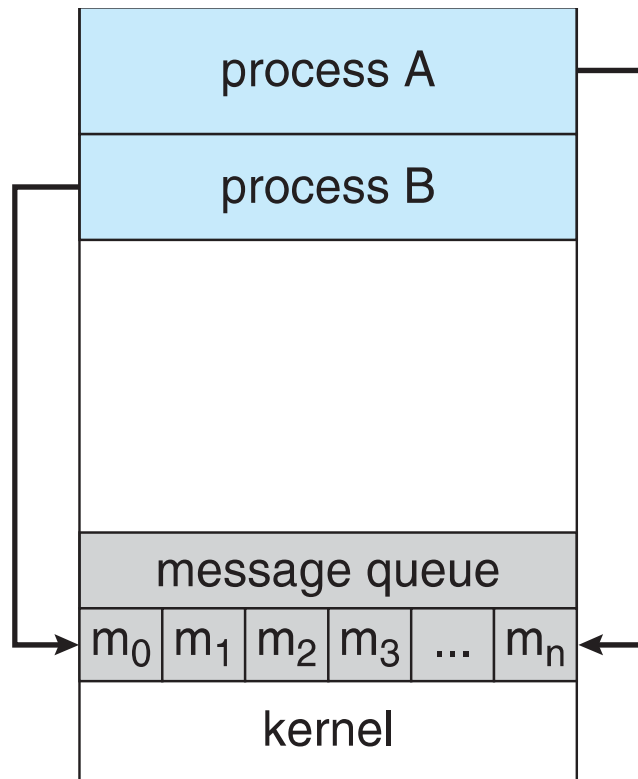 process A
process B
message queue
m0 m1 m2 m3 ... mn
kernel